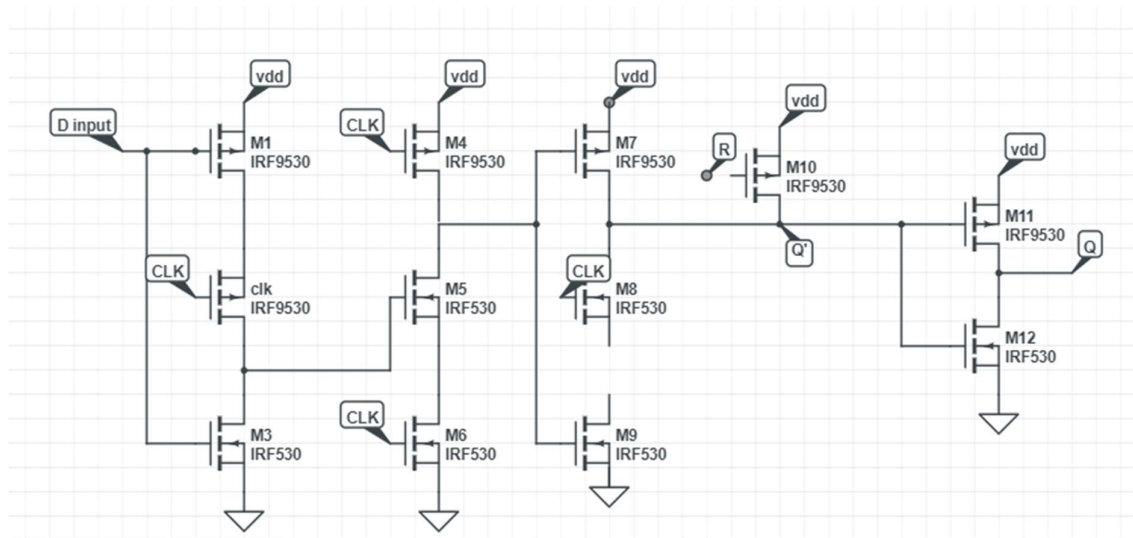 vdd
D input
M1
IRF9530
CLK
clk
IRF9530
M3
IRF530
vdd
CLK
M4
IRF9530
M5
IRF530
CLK
M6
IRF530
vdd
M7
IRF9530
CLK
M8
IRF530
M9
IRF530
vdd
R
M10
IRF9530
Q'
vdd
M11
IRF9530
Q
M12
IRF530